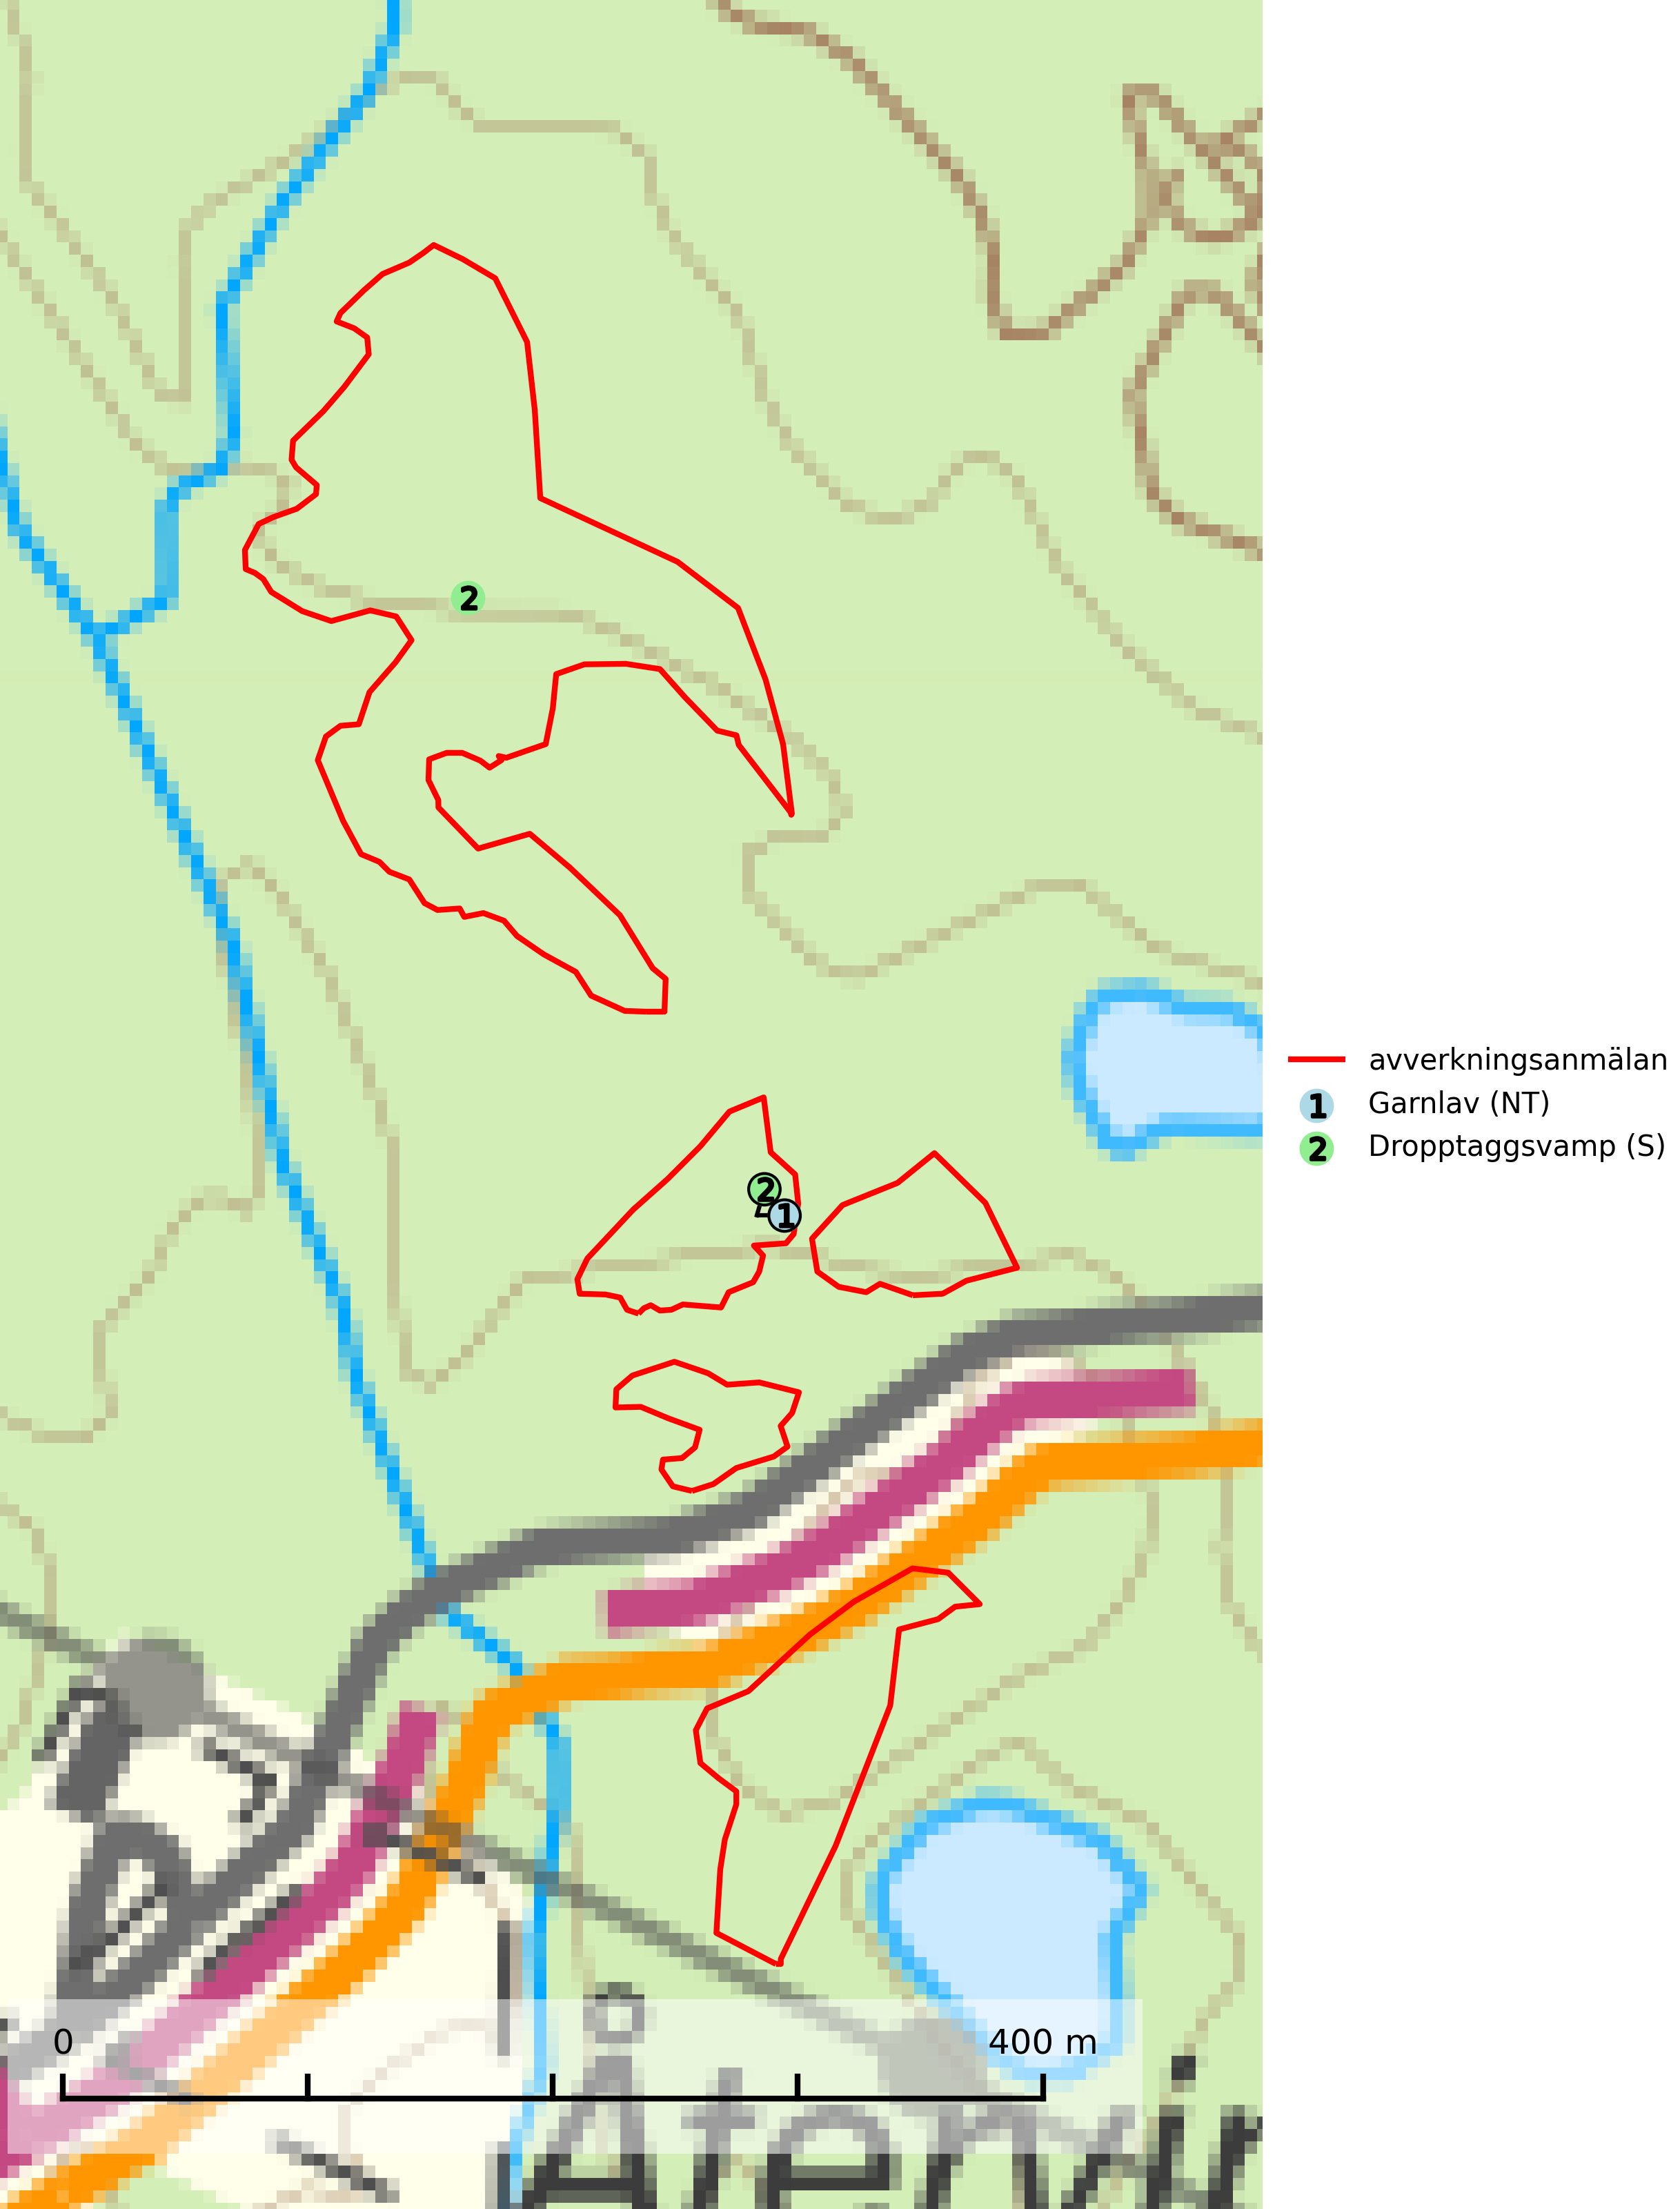 2
2
1
avverkningsanmälan
1 Garnlav (NT)
2 Dropptaggsvamp (S)
0 400 m